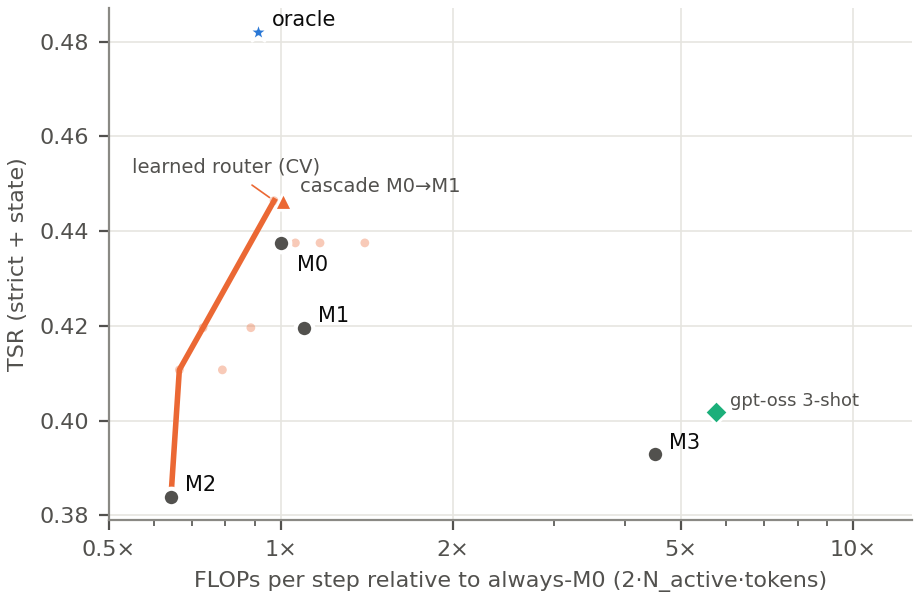 oracle
0.48
0.46
learned router (CV)
cascade M0→M1
0.44
M0
0.42
M1
gpt-oss 3-shot
0.40
M3
M2
0.38
TSR (strict + state)
0.5×
1×
2×
5×
10×
FLOPs per step relative to always-M0 (2·N_active·tokens)